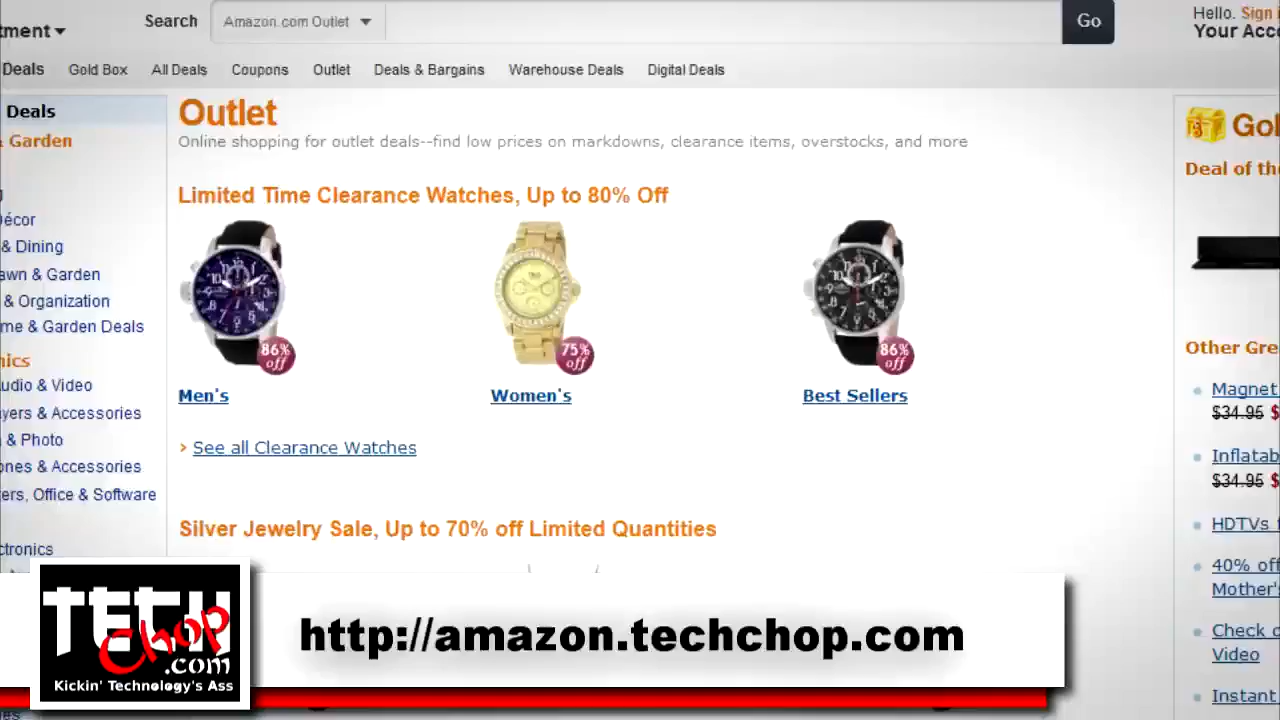 Search
Amazon.com Outlet
Go
Hello. Sign
tment
Your Acc
Deals
Gold Box
All Deals
Coupons
Outlet
Deals & Bargains
Warehouse Deals
Digital Deals
Deals
& Garden
Décor
& Dining
awn & Garden
& Organization
me & Garden Deals
nics
udio & Video
ayers & Accessories
& Photo
ones & Accessories
ers, Office & Software
ctronics
Outlet
Online shopping for outlet deals--find low prices on markdowns, clearance items, overstocks, and more
Limited Time Clearance Watches, Up to 80% Off
86% off
75% off
86% off
Men's
Women's
Best Sellers
› See all Clearance Watches
Silver Jewelry Sale, Up to 70% off Limited Quantities
Gol
Deal of th
Other Gre
Magnet
$34.95 $
Inflatab
$34.95 $
HDTVs
40% off
Mother's
Check
Video
Instant
TECH
Chop
.com
Kickin' Technology's Ass
http://amazon.techchop.com